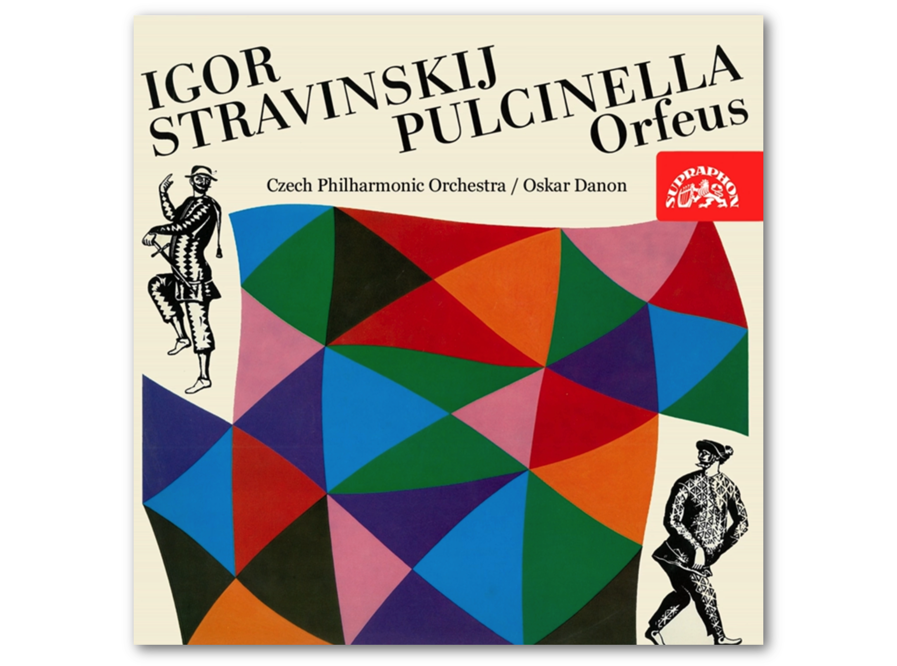 IGOR
STRAVINSKIJ
PULCINELLA
Orfeus
Czech Philharmonic Orchestra / Oskar Danon
SUPRAPHON